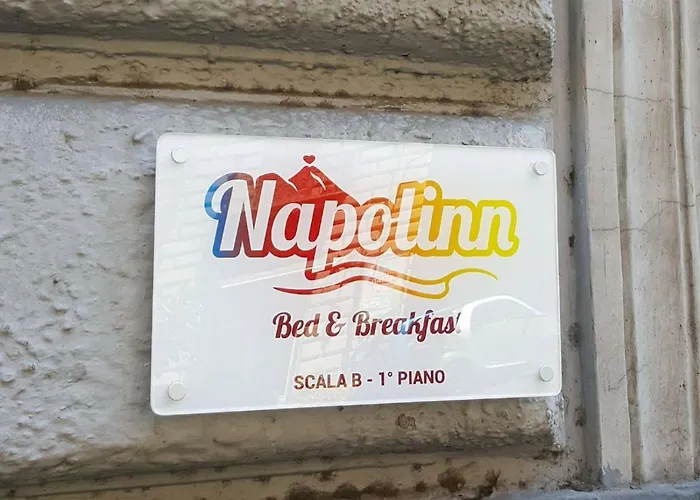 Napolinn
Bed & Breakfast
SCALA B - 1° PIANO